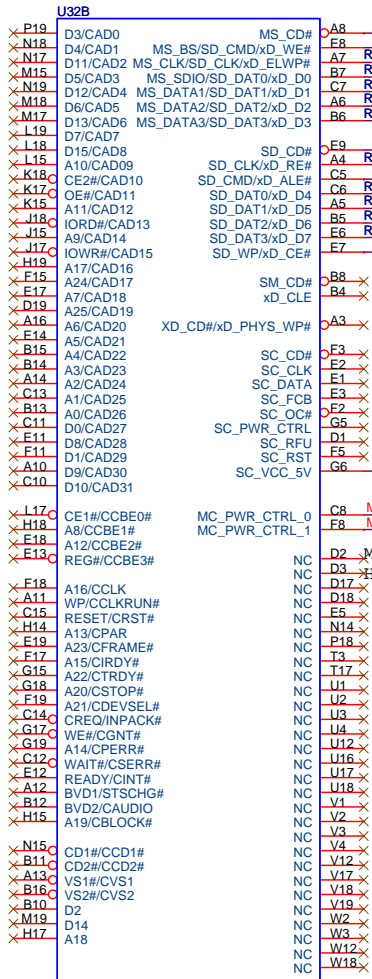 U32B
P19 D3/CAD0
N18 D4/CAD1
N17 D11/CAD2
M15 D5/CAD3
N19 D12/CAD4
M18 D6/CAD5
M17 D13/CAD6
L19 D7/CAD7
L18 D15/CAD8
L15 A10/CAD09
K18 CE2#/CAD10
K17 OE#/CAD11
K15 A11/CAD12
J18 IORD#/CAD13
J15 A9/CAD14
J17 IOWR#/CAD15
H19 A17/CAD16
F15 A24/CAD17
E17 A7/CAD18
D19 A25/CAD19
A16 A6/CAD20
E14 A5/CAD21
B15 A4/CAD22
B14 A3/CAD23
A14 A2/CAD24
C13 A1/CAD25
B13 A0/CAD26
C11 D0/CAD27
E11 D8/CAD28
F11 D1/CAD29
A10 D9/CAD30
C10 D10/CAD31
L17 CE1#/CCBE0#
H18 A8/CCBE1#
E18 A12/CCBE2#
E13 REG#/CCBE3#
F18 A16/CCLK
A11 WP/CCLKRUN#
C15 RESET/CRST#
H14 A13/CPAR
E19 A23/CFRAME#
F17 A15/CIRDY#
G15 A22/CTRDY#
G18 A20/CSTOP#
F19 A21/CDEVSEL#
C14 CREQ/INPACK#
G17 WE#/CGNT#
G19 A14/CPERR#
C12 WAIT#/CSERR#
E12 READY/CINT#
A12 BVD1/STSCHG#
B12 BVD2/CAUDIO
H15 A19/CBLOCK#
N15 CD1#/CCD1#
B11 CD2#/CCD2#
A13 VS1#/CVS1
B16 VS2#/CVS2
B10 D2
M19 D14
H17 A18
MS_CD# A8
MS_BS/SD_CMD/xD_WE# E8
MS_CLK/SD_CLK/xD_ELWP# A7
MS_SDIO/SD_DAT0/xD_D0 B7
MS_DATA1/SD_DAT1/xD_D1 C7
MS_DATA2/SD_DAT2/xD_D2 A6
MS_DATA3/SD_DAT3/xD_D3 B6
SD_CD# E9
SD_CLK/xD_RE# A4
SD_CMD/xD_ALE# C5
SD_DAT0/xD_D4 C6
SD_DAT1/xD_D5 A5
SD_DAT2/xD_D6 B5
SD_DAT3/xD_D7 E6
SD_WP/xD_CE# E7
SM_CD# B8
xD_CLE B4
XD_CD#/xD_PHYS_WP# A3
SC_CD# F3
SC_CLK E2
SC_DATA E1
SC_FCB E3
SC_OC# F2
SC_PWR_CTRL G5
SC_RFU D1
SC_RST F5
SC_VCC_5V G6
MC_PWR_CTRL_0 C8
MC_PWR_CTRL_1 F8
NC D2
NC D3
NC D17
NC D18
NC E5
NC N14
NC P18
NC T3
NC T17
NC U1
NC U2
NC U3
NC U4
NC U12
NC U16
NC U17
NC U18
NC V1
NC V2
NC V3
NC V4
NC V12
NC V17
NC V18
NC V19
NC W2
NC W3
NC W12
NC W18